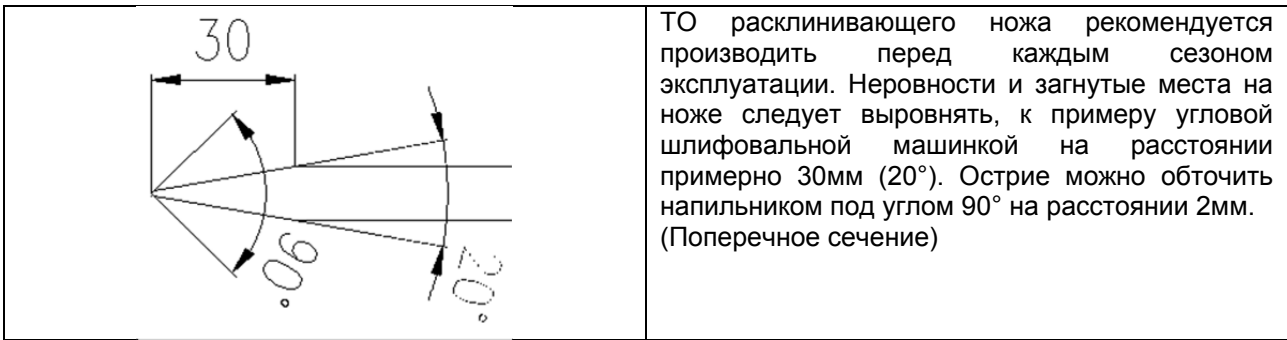 30
90°
20°
ТО расклинивающего ножа рекомендуется
производить перед каждым сезоном
эксплуатации. Неровности и загнутые места на
ноже следует выровнять, к примеру угловой
шлифовальной машинкой на расстоянии
примерно 30мм (20°). Острие можно обточить
напильником под углом 90° на расстоянии 2мм.
(Поперечное сечение)